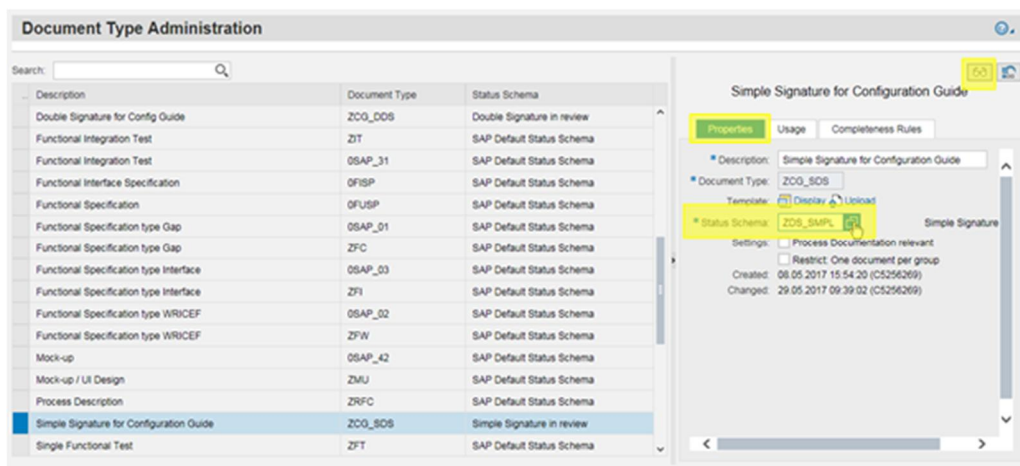 Document Type Administration
Search:
.. Description Document Type Status Schema
Double Signature for Config Guide ZCG_DDS Double Signature in review
Functional Integration Test ZIT SAP Default Status Schema
Functional Integration Test 0SAP_31 SAP Default Status Schema
Functional Interface Specification 0FISP SAP Default Status Schema
Functional Specification 0FUSP SAP Default Status Schema
Functional Specification type Gap 0SAP_01 SAP Default Status Schema
Functional Specification type Gap ZFC SAP Default Status Schema
Functional Specification type Interface 0SAP_03 SAP Default Status Schema
Functional Specification type Interface ZFI SAP Default Status Schema
Functional Specification type WRICEF 0SAP_02 SAP Default Status Schema
Functional Specification type WRICEF ZFW SAP Default Status Schema
Mock-up 0SAP_42 SAP Default Status Schema
Mock-up / UI Design ZMU SAP Default Status Schema
Process Description ZRFC SAP Default Status Schema
Simple Signature for Configuration Guide ZCG_SDS Simple Signature in review
Single Functional Test ZFT SAP Default Status Schema
Simple Signature for Configuration Guide
Properties Usage Completeness Rules
* Description: Simple Signature for Configuration Guide
* Document Type: ZCG_SDS
Template: Display Upload
* Status Schema: ZDS_SMPL Simple Signature
Settings: Process Documentation relevant
Restrict: One document per group
Created: 08.05.2017 15:54:20 (C5256269)
Changed: 29.05.2017 09:39:02 (C5256269)